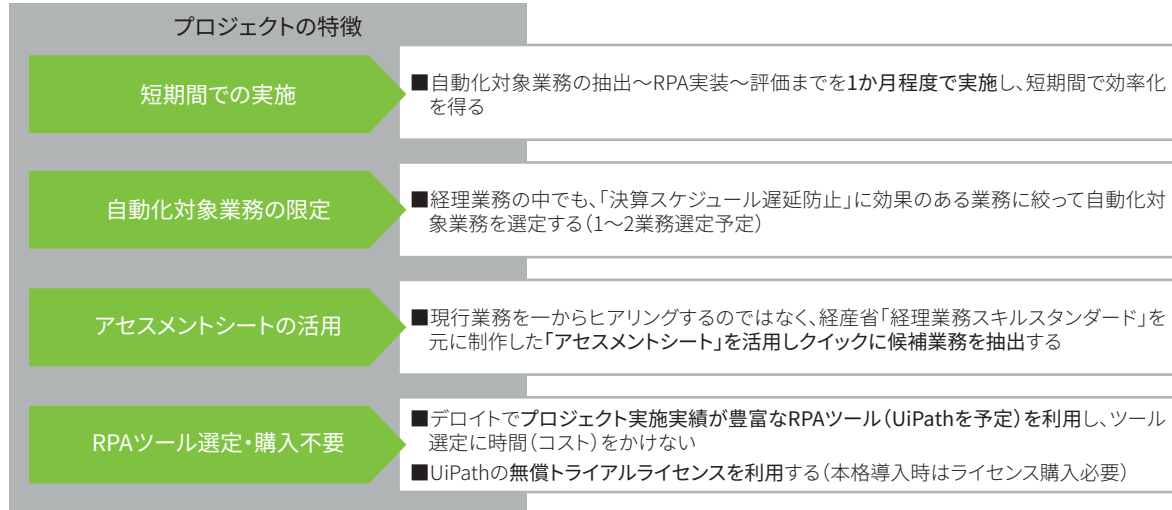 プロジェクトの特徴
短期間での実施
■自動化対象業務の抽出～RPA実装～評価までを1か月程度で実施し、短期間で効率化
を得る
自動化対象業務の限定
■経理業務の中でも、「決算スケジュール遅延防止」に効果のある業務に絞って自動化対
象業務を選定する（1～2業務選定予定）
アセスメントシートの活用
■現行業務を一からヒアリングするのではなく、経産省「経理業務スキルスタンダード」を
元に制作した「アセスメントシート」を活用しクイックに候補業務を抽出する
RPAツール選定・購入不要
■デロイトでプロジェクト実施実績が豊富なRPAツール（UiPathを予定）を利用し、ツール
選定に時間（コスト）をかけない
■UiPathの無償トライアルライセンスを利用する（本格導入時はライセンス購入必要）